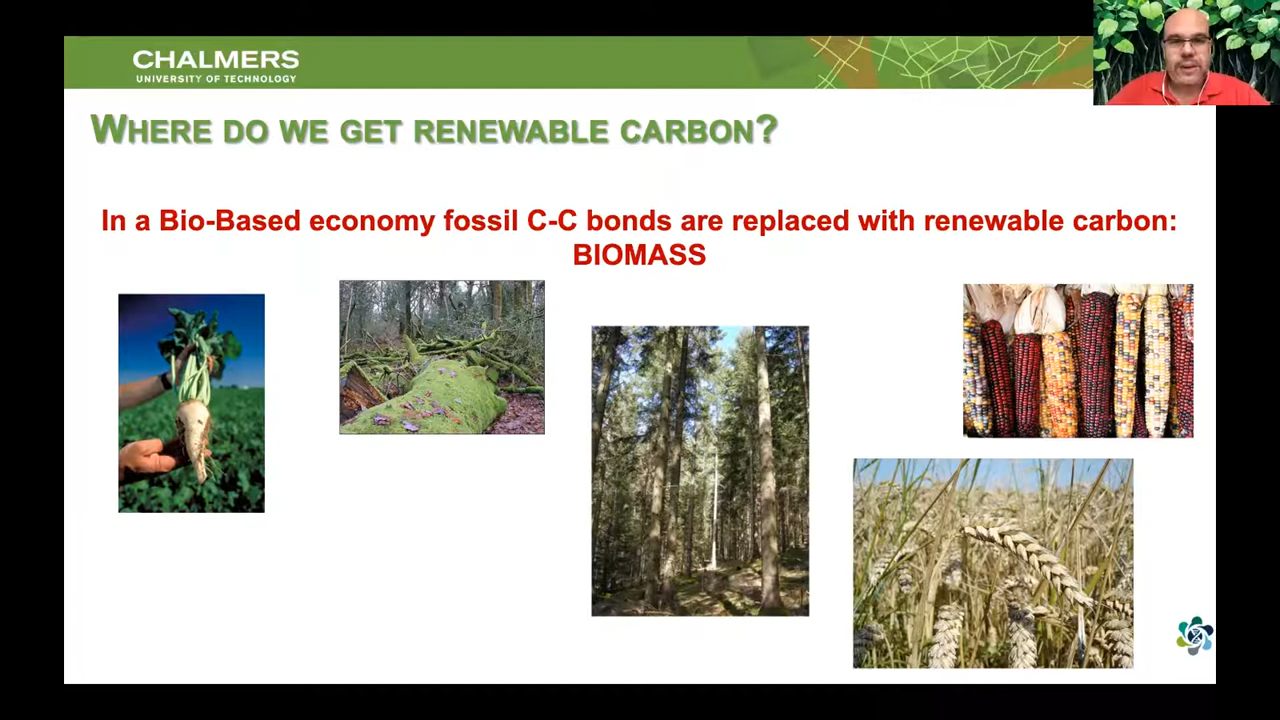 CHALMERS
UNIVERSITY OF TECHNOLOGY
WHERE DO WE GET RENEWABLE CARBON?
In a Bio-Based economy fossil C-C bonds are replaced with renewable carbon:
BIOMASS